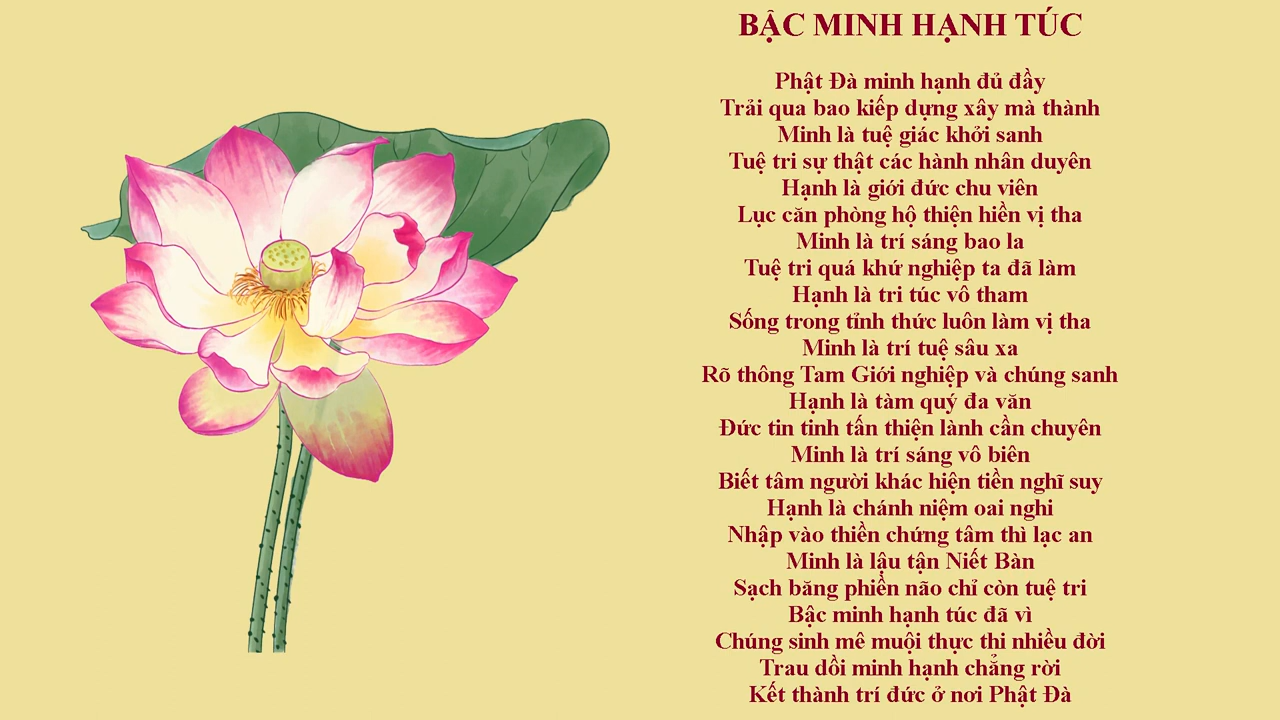 BẬC MINH HẠNH TÚC
Phật Đà minh hạnh đủ đầy
Trải qua bao kiếp dựng xây mà thành
Minh là tuệ giác khởi sanh
Tuệ tri sự thật các hành nhân duyên
Hạnh là giới đức chu viên
Lục căn phòng hộ thiện hiền vị tha
Minh là trí sáng bao la
Tuệ tri quá khứ nghiệp ta đã làm
Hạnh là tri túc vô tham
Sống trong tỉnh thức luôn làm vị tha
Minh là trí tuệ sâu xa
Rõ thông Tam Giới nghiệp và chúng sanh
Hạnh là tàm quý đa văn
Đức tin tinh tấn thiện lành cần chuyên
Minh là trí sáng vô biên
Biết tâm người khác hiện tiền nghĩ suy
Hạnh là chánh niệm oai nghi
Nhập vào thiền chứng tâm thì lạc an
Minh là lậu tận Niết Bàn
Sạch băng phiền não chỉ còn tuệ tri
Bậc minh hạnh túc đã vì
Chúng sinh mê muội thực thi nhiều đời
Trau dồi minh hạnh chẳng rời
Kết thành trí đức ở nơi Phật Đà